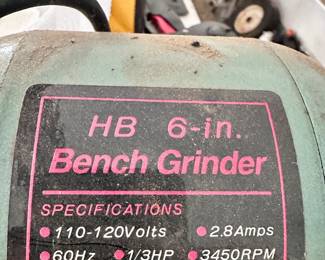 HB 6-in.
Bench Grinder
SPECIFICATIONS
• 110-120Volts • 2.8Amps
• 60Hz • 1/3HP • 3450RPM